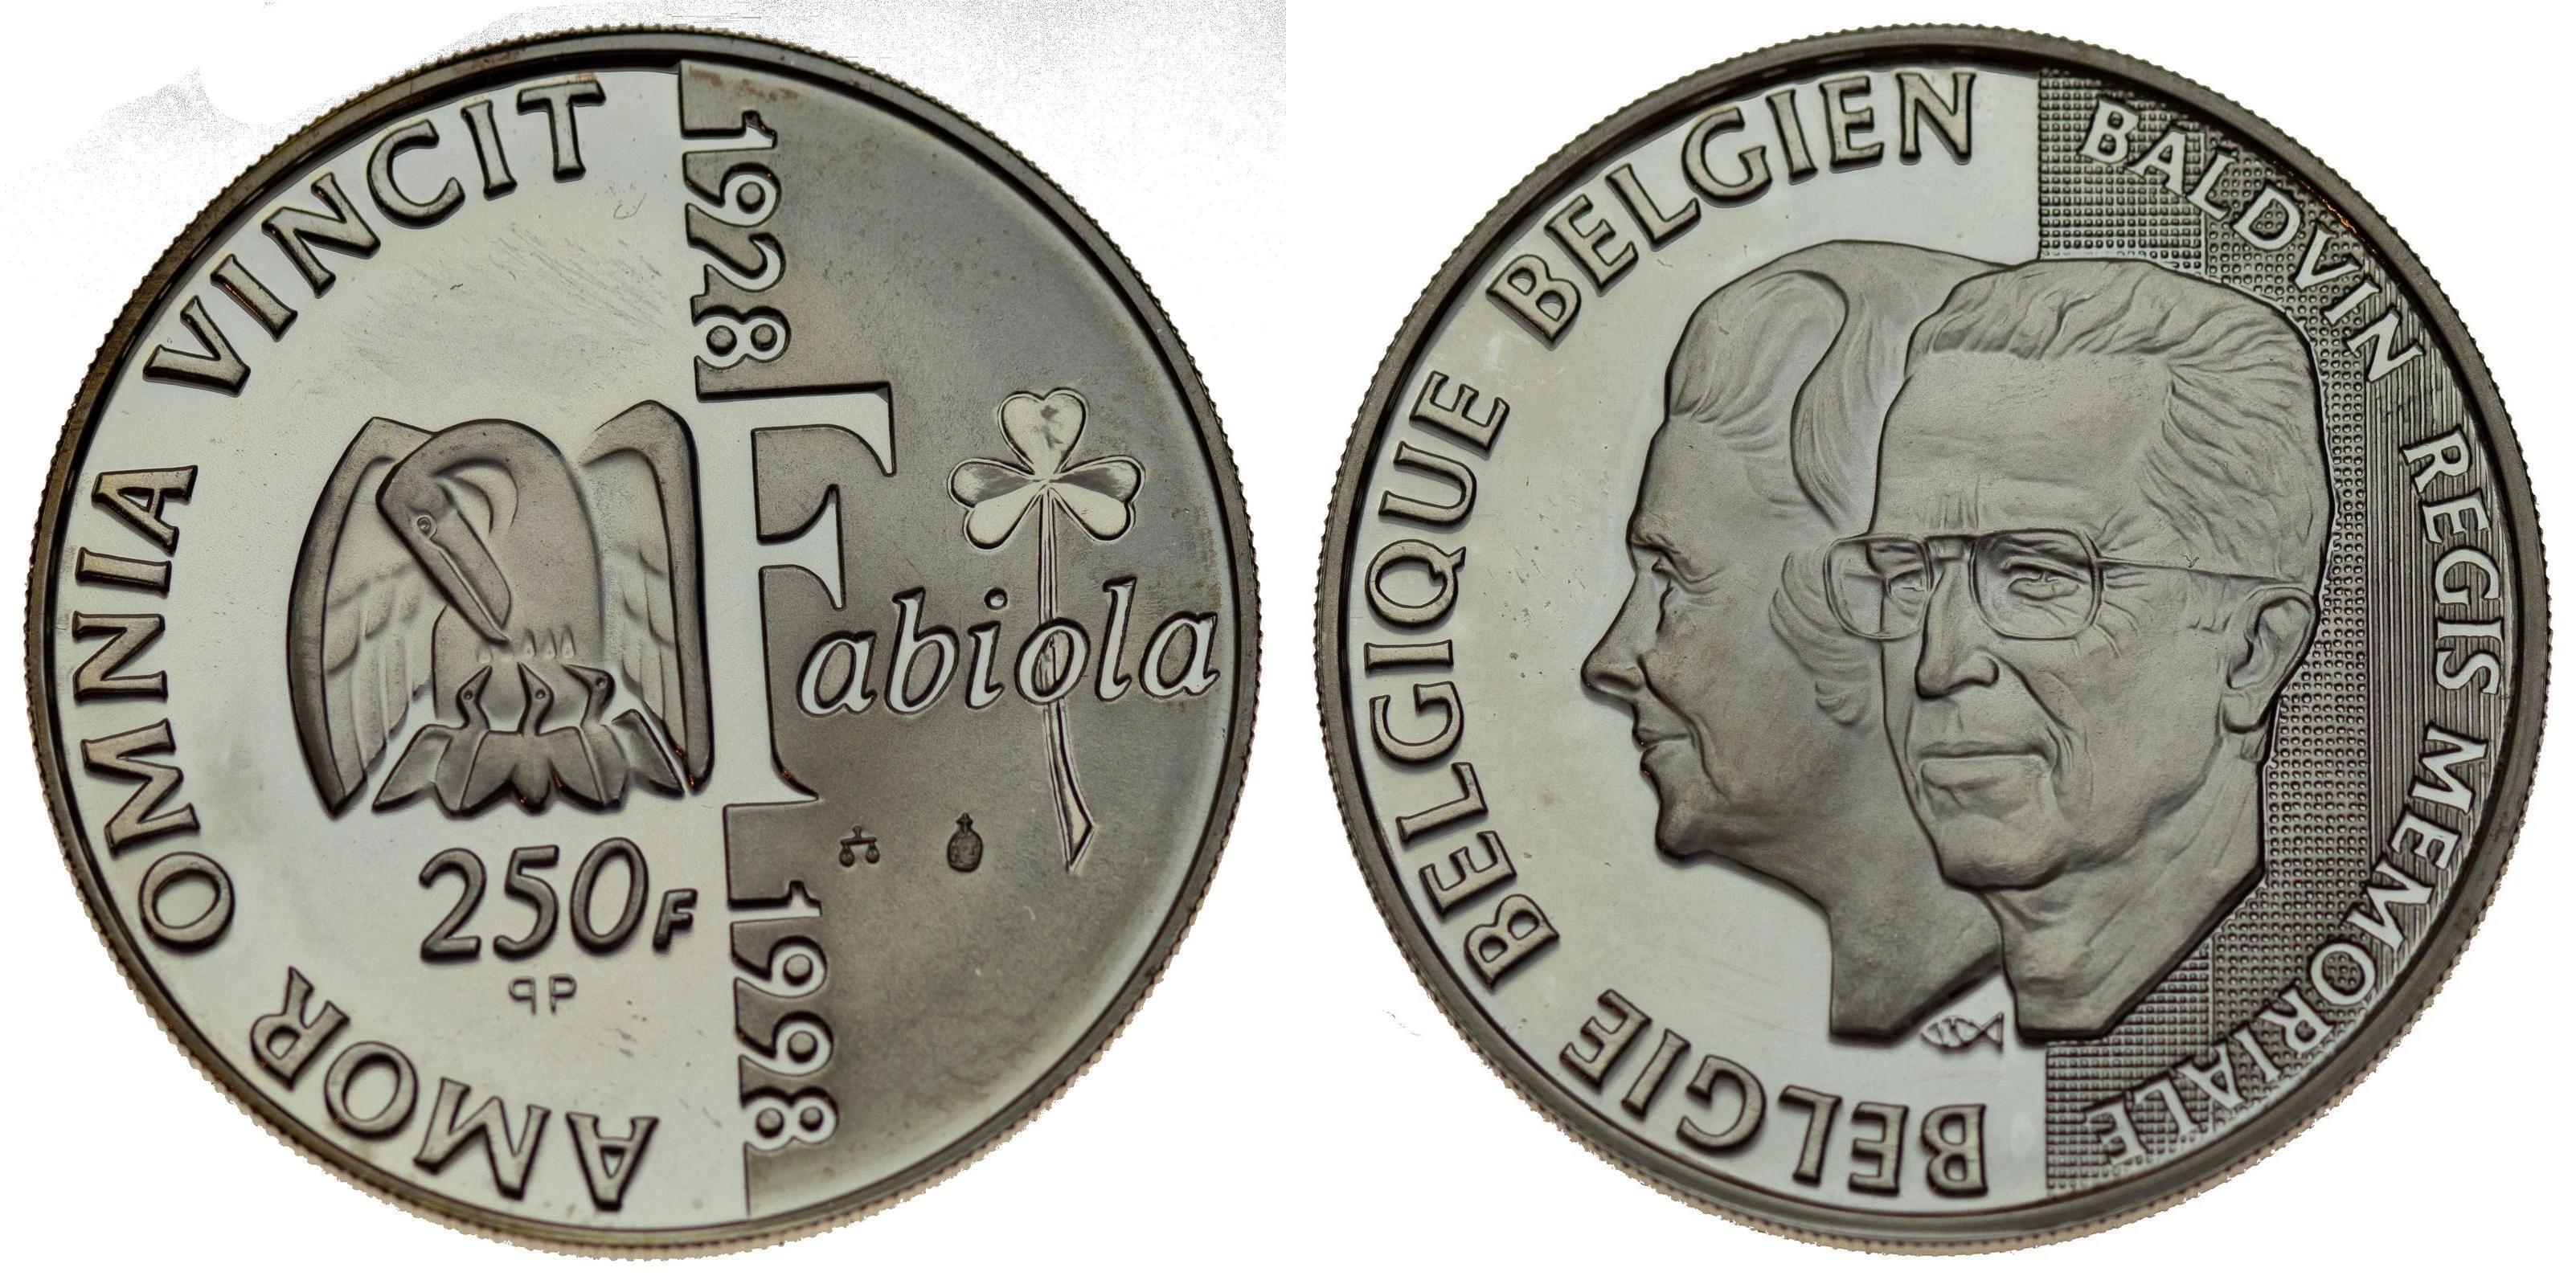 AMOR OMNIA VINCIT
1928
Fabiola
250F
qP
1998
BELGIE BELGIQUE BELGIEN
BALDVIN REGIS MEMORIALE